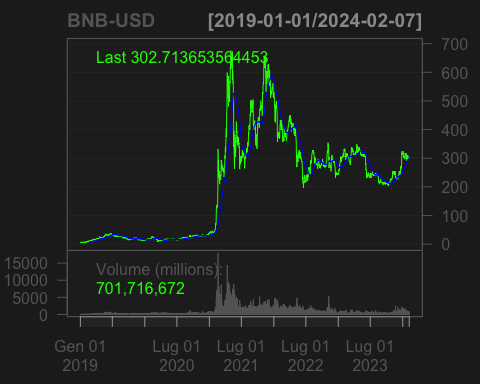 BNB-USD [2019-01-01/2024-02-07]
Last 302.713653564453
700
600
500
400
300
200
100
0
Volume (millions):
701,716,672
15000
10000
5000
0
Gen 01 Lug 01 Lug 01 Lug 01 Lug 01
2019 2020 2021 2022 2023